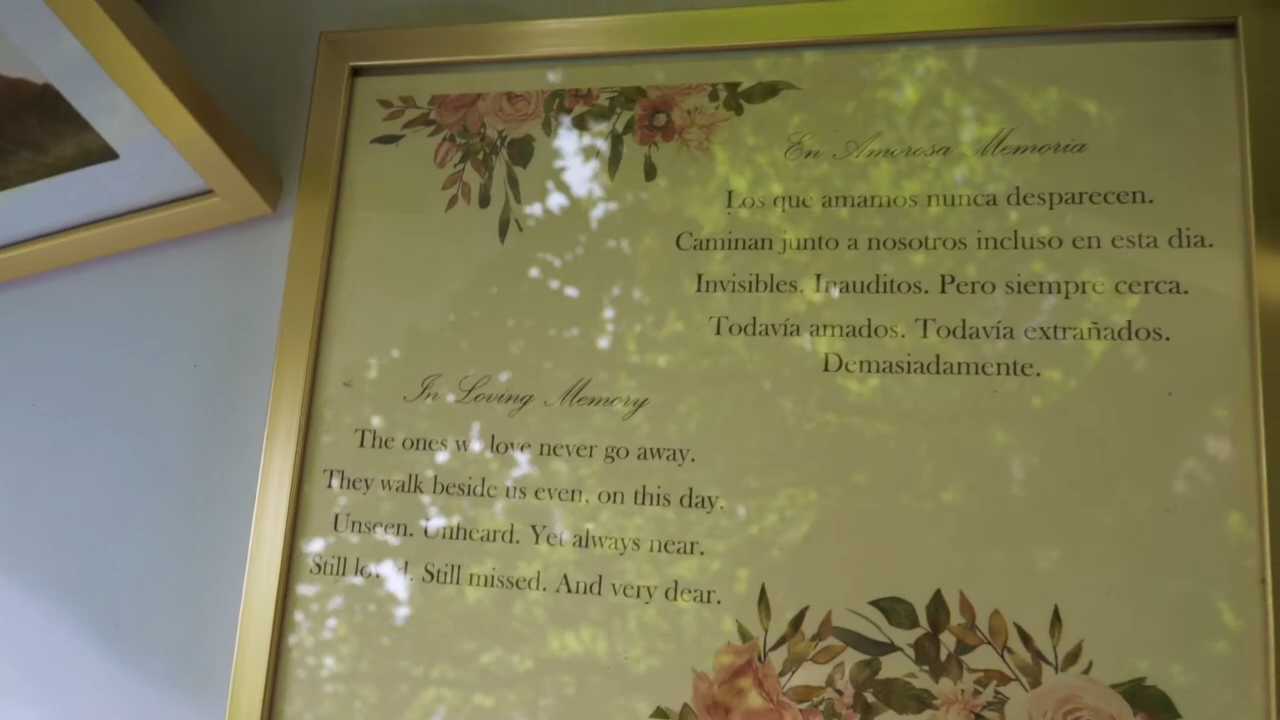 En Amorosa Memoria
Los que amamos nunca desparecen.
Caminan junto a nosotros incluso en esta dia.
Invisibles. Inauditos. Pero siempre cerca.
Todavía amados. Todavía extrañados.
Demasiadamente.
In Loving Memory
The ones we love never go away.
They walk beside us even, on this day.
Unseen. Unheard. Yet always near.
Still loved. Still missed. And very dear.